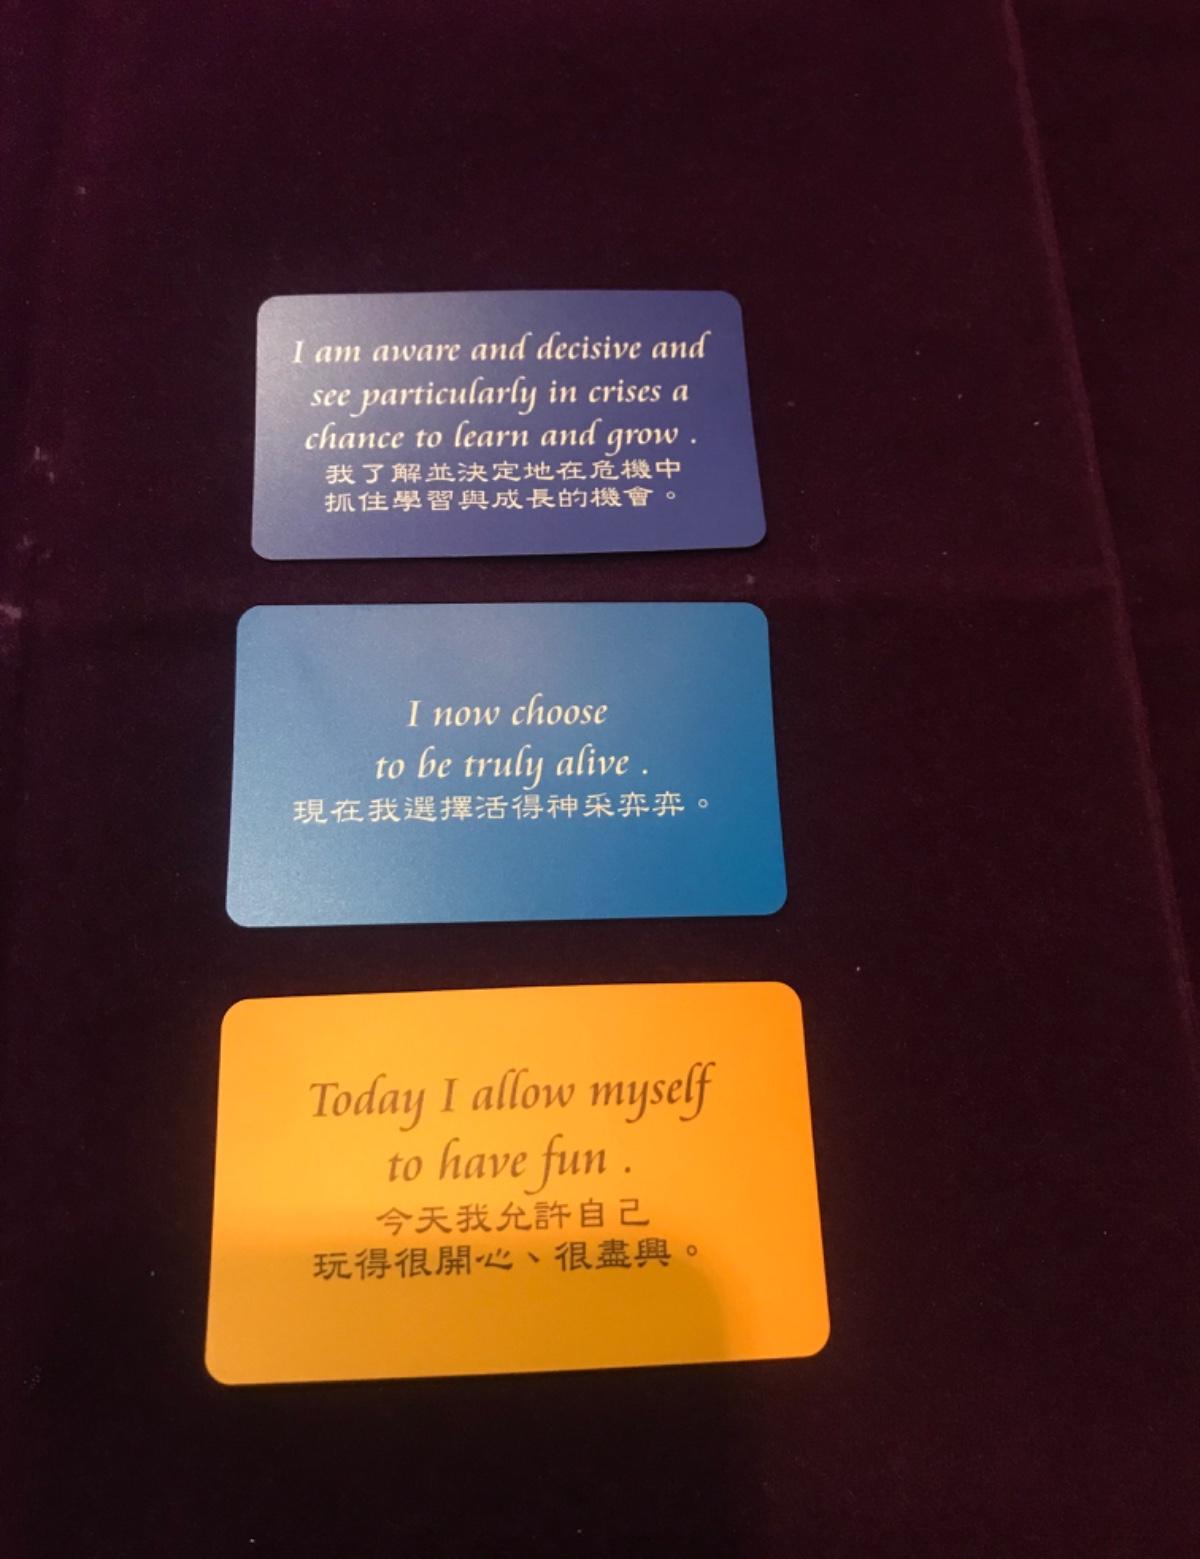 I am aware and decisive and
see particularly in crises a
chance to learn and grow .
我了解並決定地在危機中
抓住學習與成長的機會。
I now choose
to be truly alive .
現在我選擇活得神采弈弈。
Today I allow myself
to have fun .
今天我允許自己
玩得很開心、很盡興。